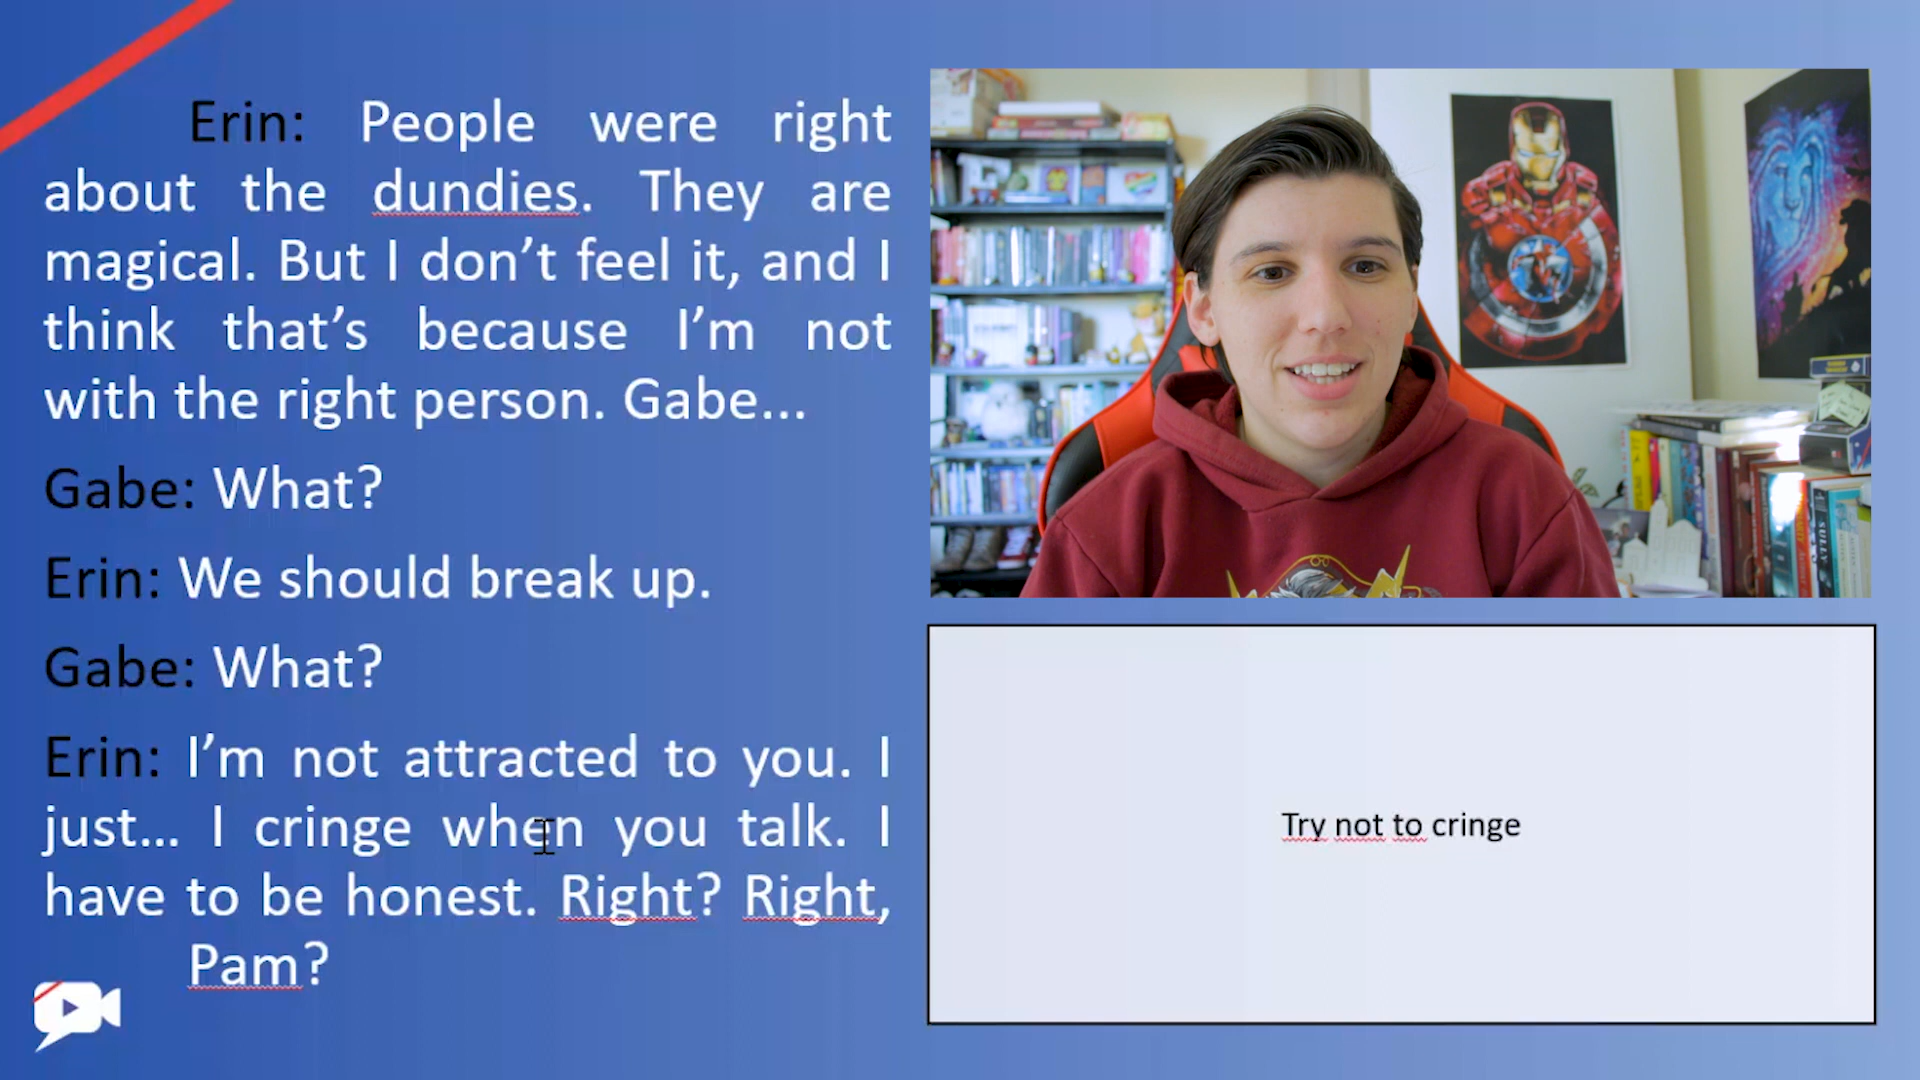 Erin: People were right
about the dundies. They are
magical. But I don’t feel it, and I
think that’s because I’m not
with the right person. Gabe...
Gabe: What?
Erin: We should break up.
Gabe: What?
Erin: I’m not attracted to you. I
just... I cringe when you talk. I
have to be honest. Right? Right,
Pam?
Try not to cringe